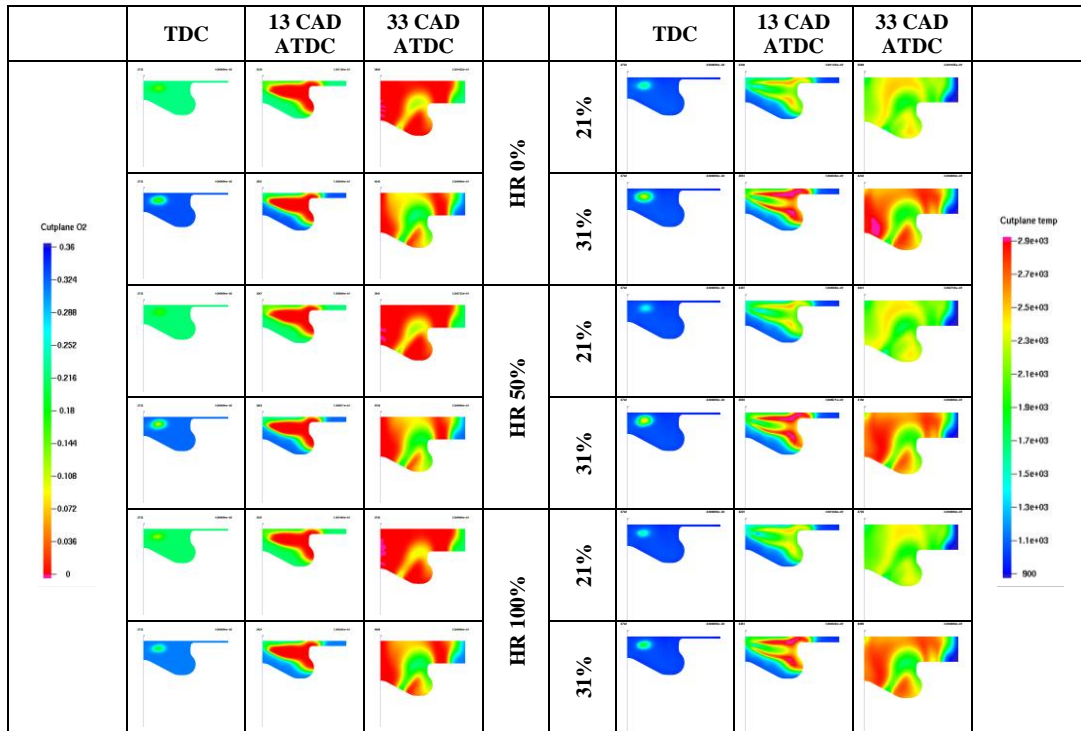 TDC
13 CAD
ATDC
33 CAD
ATDC
TDC
13 CAD
ATDC
33 CAD
ATDC
Cutplane O2
0.36
0.324
0.288
0.252
0.216
0.18
0.144
0.108
0.072
0.036
0
HR 0%
21%
31%
HR 50%
21%
31%
HR 100%
21%
31%
Cutplane temp
2.9e+03
2.7e+03
2.5e+03
2.3e+03
2.1e+03
1.9e+03
1.7e+03
1.5e+03
1.3e+03
1.1e+03
900